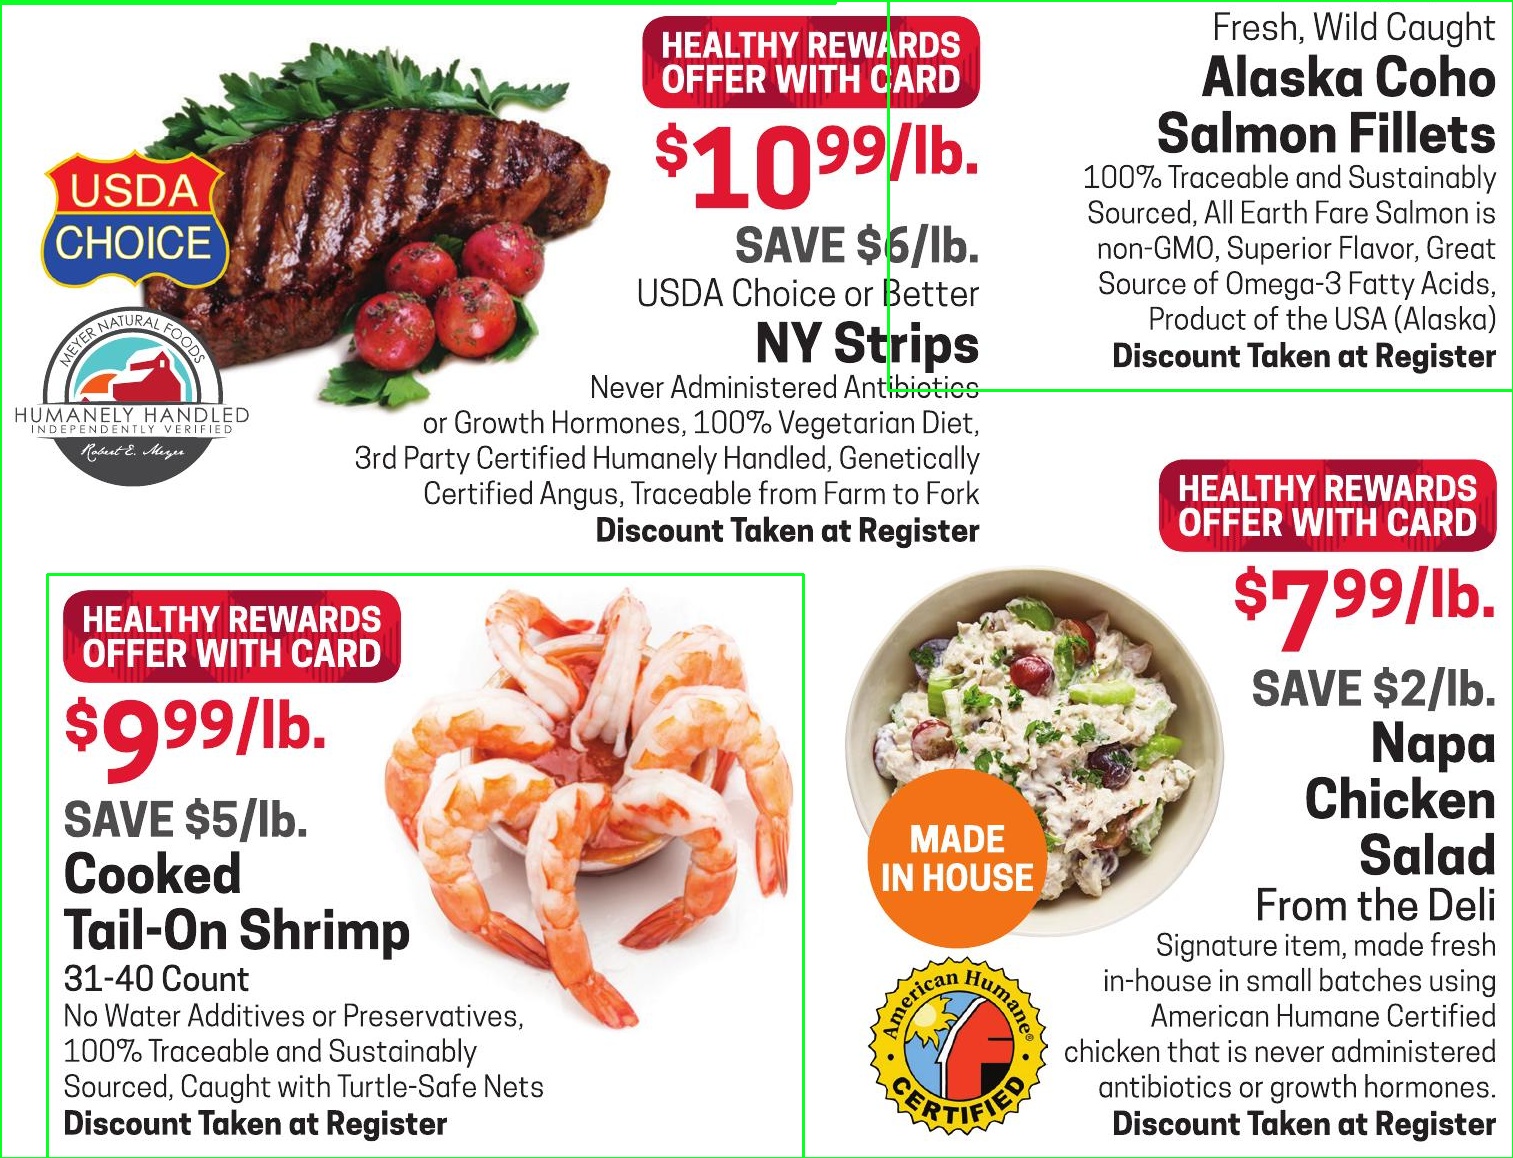 HEALTHY REWARDS
OFFER WITH CARD
$10 99/lb.
SAVE $6/lb.
USDA Choice or Better
NY Strips
Never Administered Antibiotics
or Growth Hormones, 100% Vegetarian Diet,
3rd Party Certified Humanely Handled, Genetically
Certified Angus, Traceable from Farm to Fork
Discount Taken at Register
USDA
CHOICE
MEYER NATURAL FOODS
HUMANELY HANDLED
INDEPENDENTLY VERIFIED
Robert E. Meyer
Fresh, Wild Caught
Alaska Coho
Salmon Fillets
100% Traceable and Sustainably
Sourced, All Earth Fare Salmon is
non-GMO, Superior Flavor, Great
Source of Omega-3 Fatty Acids,
Product of the USA (Alaska)
Discount Taken at Register
HEALTHY REWARDS
OFFER WITH CARD
$9 99/lb.
SAVE $5/lb.
Cooked
Tail-On Shrimp
31-40 Count
No Water Additives or Preservatives,
100% Traceable and Sustainably
Sourced, Caught with Turtle-Safe Nets
Discount Taken at Register
HEALTHY REWARDS
OFFER WITH CARD
$7 99/lb.
SAVE $2/lb.
Napa
Chicken
Salad
From the Deli
Signature item, made fresh
in-house in small batches using
American Humane Certified
chicken that is never administered
antibiotics or growth hormones.
Discount Taken at Register
MADE
IN HOUSE
American Humane®
CERTIFIED